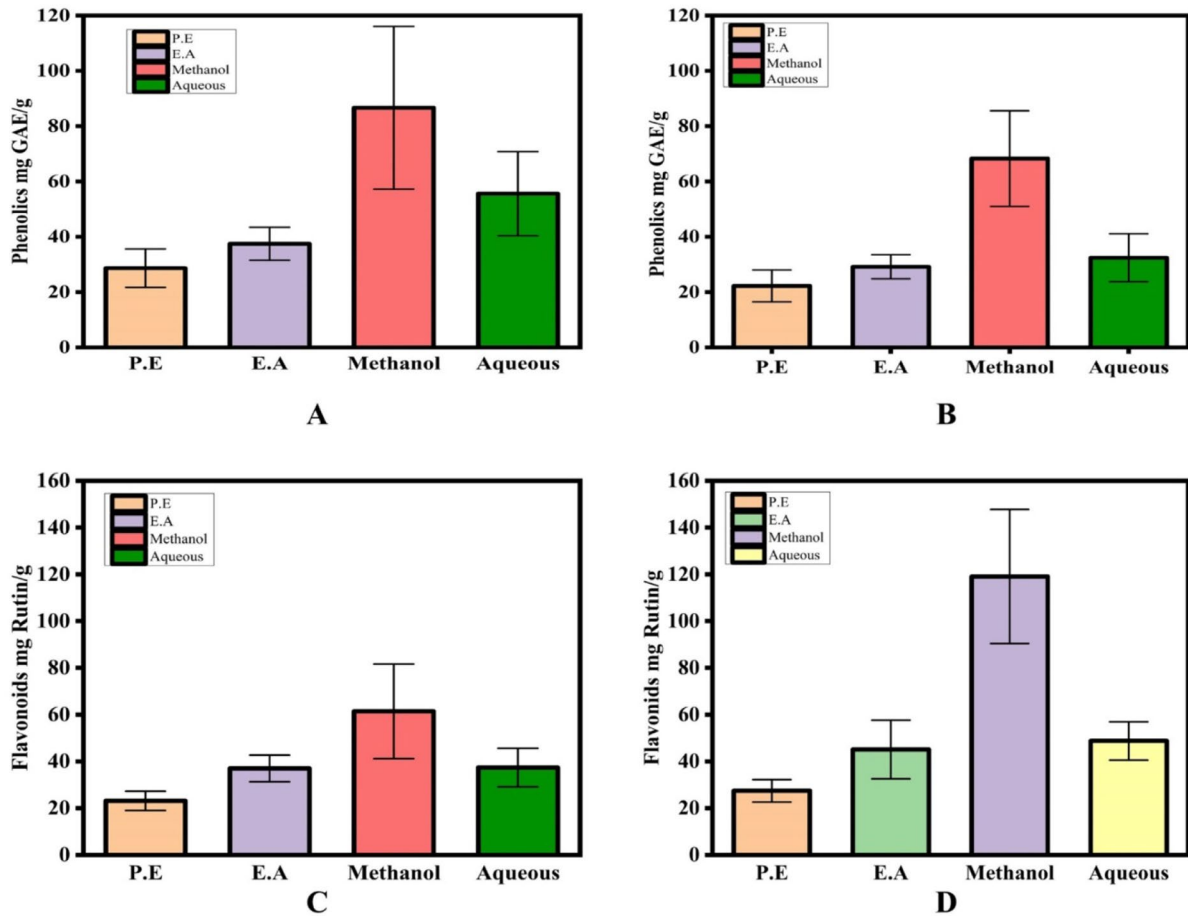 120
100
80
60
40
20
0
Phenolics mg GAE/g
P.E
E.A
Methanol
Aqueous
P.E
E.A
Methanol
Aqueous
A
120
100
80
60
40
20
0
Phenolics mg GAE/g
P.E
E.A
Methanol
Aqueous
P.E
E.A
Methanol
Aqueous
B
160
140
120
100
80
60
40
20
0
Flavonoids mg Rutin/g
P.E
E.A
Methanol
Aqueous
P.E
E.A
Methanol
Aqueous
C
160
140
120
100
80
60
40
20
0
Flavonids mg Rutin/g
P.E
E.A
Methanol
Aqueous
P.E
E.A
Methanol
Aqueous
D